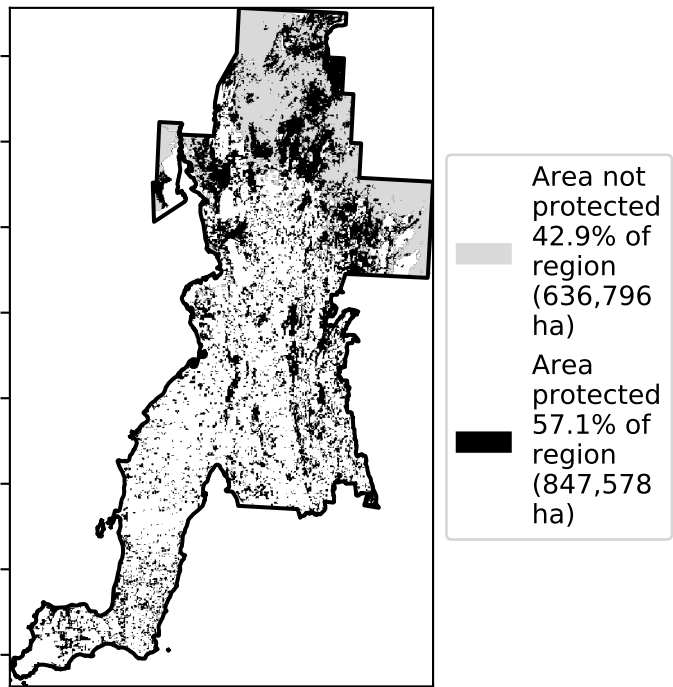 Area not
protected
42.9% of
region
(636,796
ha)
Area
protected
57.1% of
region
(847,578
ha)